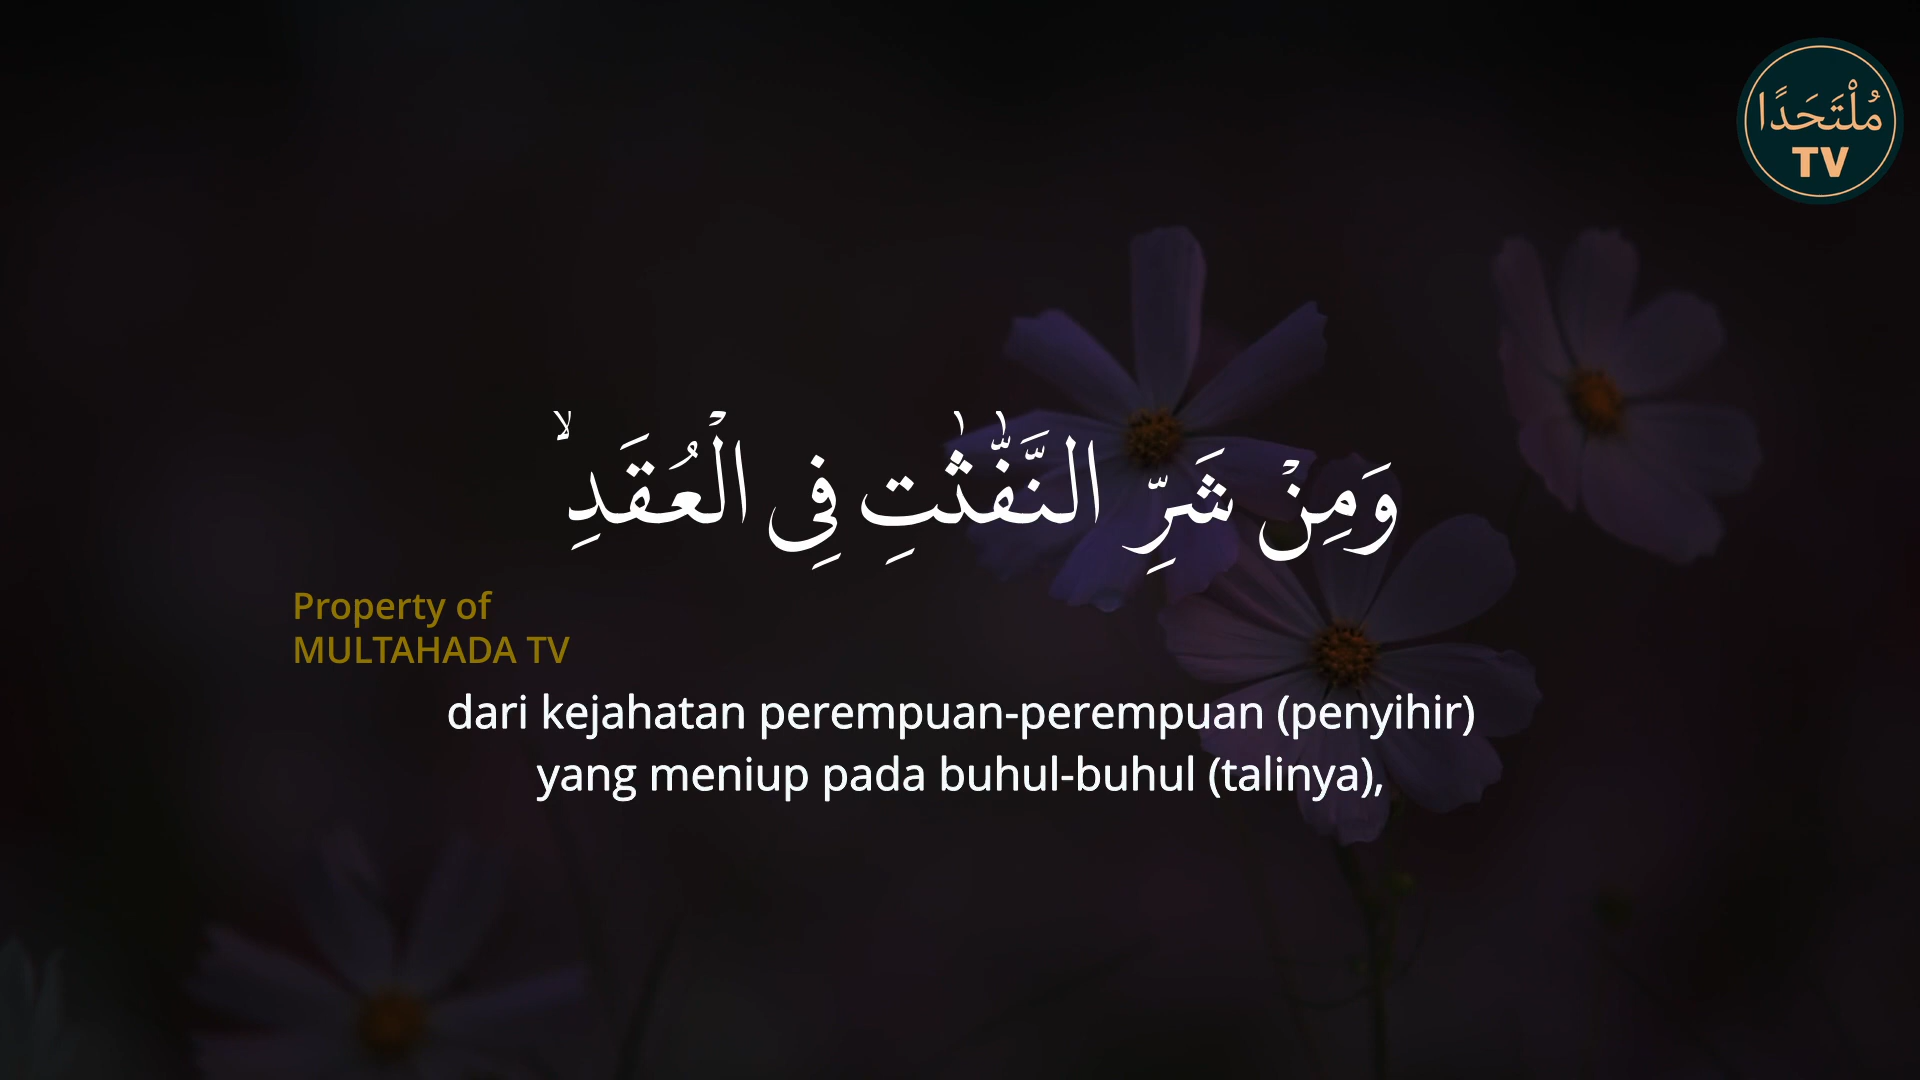 مُلْتَحَدًا
TV
وَمِنْ شَرِّ النَّفّٰثٰتِ فِى الْعُقَدِۙ
Property of
MULTAHADA TV
dari kejahatan perempuan-perempuan (penyihir)
yang meniup pada buhul-buhul (talinya),